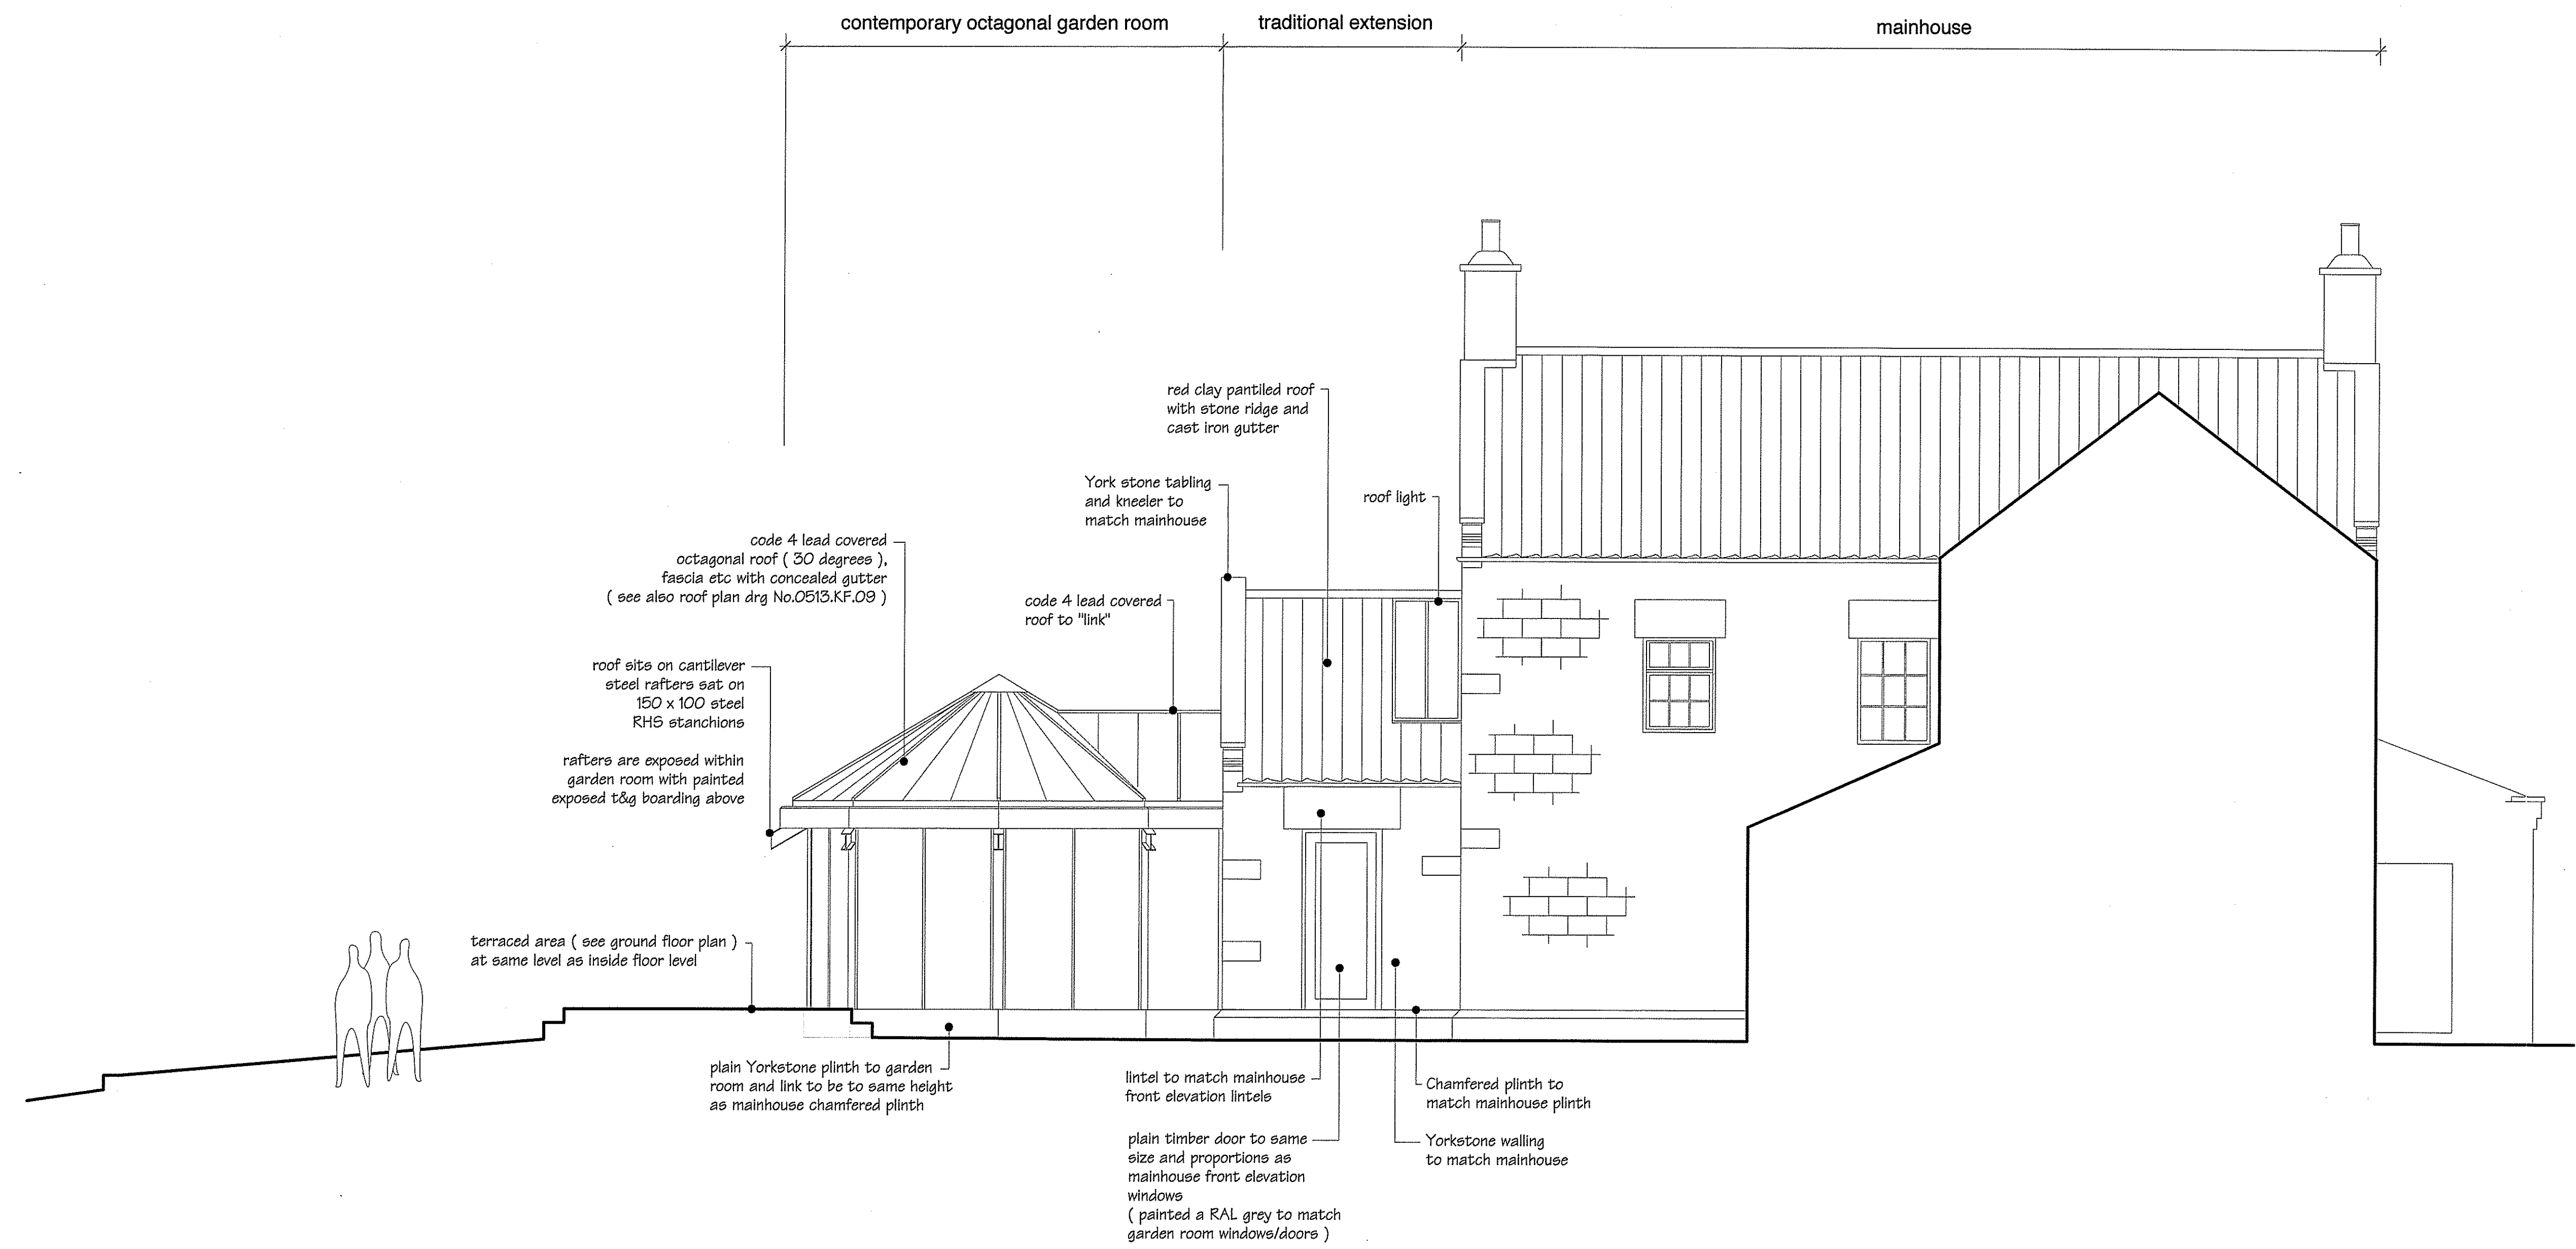 contemporary octagonal garden room
traditional extension
mainhouse
red clay pantiled roof
with stone ridge and
cast iron gutter
York stone tabling
and kneeler to
match mainhouse
roof light
code 4 lead covered
octagonal roof ( 30 degrees ),
fascia etc with concealed gutter
( see also roof plan drg No.0513.KF.09 )
code 4 lead covered
roof to "link"
roof sits on cantilever
steel rafters sat on
150 x 100 steel
RHS stanchions
rafters are exposed within
garden room with painted
exposed t&g boarding above
terraced area ( see ground floor plan )
at same level as inside floor level
plain Yorkstone plinth to garden
room and link to be to same height
as mainhouse chamfered plinth
lintel to match mainhouse
front elevation lintels
Chamfered plinth to
match mainhouse plinth
plain timber door to same
size and proportions as
mainhouse front elevation
windows
( painted a RAL grey to match
garden room windows/doors )
Yorkstone walling
to match mainhouse